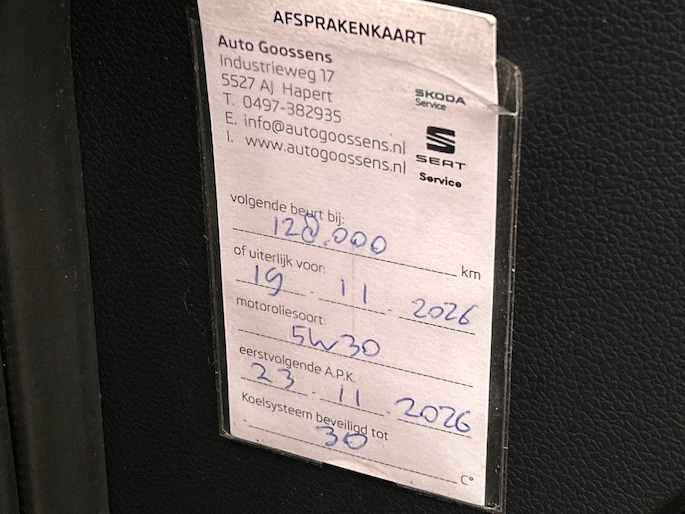 AFSPRAKENKAART
Auto Goossens
Industrieweg 17
5527 AJ Hapert
T. 0497-382935
E. info@autogoossens.nl
I. www.autogoossens.nl
SKODA
Service
SEAT
Service
volgende beurt bij:
128.000 km
of uiterlijk voor:
19 - 11 - 2026
motoroliesoort:
5W30
eerstvolgende A.P.K.
23 - 11 - 2026
Koelsysteem beveiligd tot
30 C°